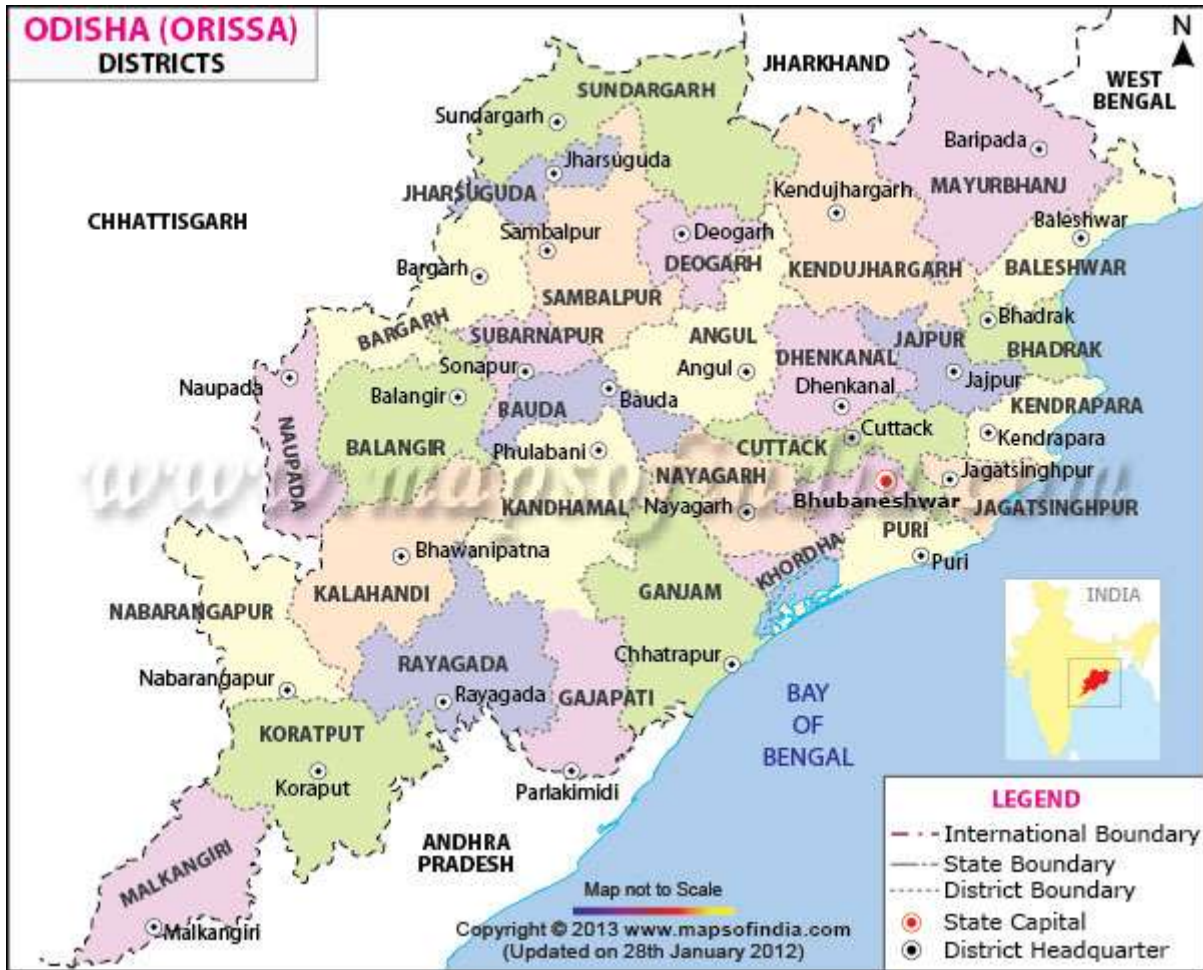 ODISHA (ORISSA)
DISTRICTS
N
JHARKHAND
WEST
BENGAL
SUNDARGARH
Sundargarh
Baripada
Jharsuguda
JHARSUGUDA
Kendujhargarh
MAYURBHANJ
CHHATTISGARH
Sambalpur
Deogarh
Baleshwar
Bargarh
DEOGARH
KENDUJHARGARH
BALESHWAR
SAMBALPUR
BARGARH
SUBARNAPUR
ANGUL
JAJPUR
Bhadrak
BHADRAK
DHENKANAL
Naupada
Sonapur
Angul
Jajpur
Balangir
Dhenkanal
BAUDA
Bauda
KENDRAPARA
NAUPADA
BALANGIR
Phulabani
CUTTACK
Cuttack
Kendrapara
www.mapsofindia.com
NAYAGARH
Jagatsinghpur
KANDHAMAL
Nayagarh
Bhubaneshwar
JAGATSINGHPUR
PURI
Bhawanipatna
KHORDHA
Puri
KALAHANDI
GANJAM
NABARANGAPUR
INDIA
RAYAGADA
Chhatrapur
Nabarangapur
Rayagada
GAJAPATI
BAY
OF
BENGAL
KORATPUT
Koraput
Parlakimidi
ANDHRA
PRADESH
MALKANGIRI
Malkangiri
LEGEND
International Boundary
State Boundary
District Boundary
State Capital
District Headquarter
Map not to Scale
Copyright © 2013 www.mapsofindia.com
(Updated on 28th January 2012)